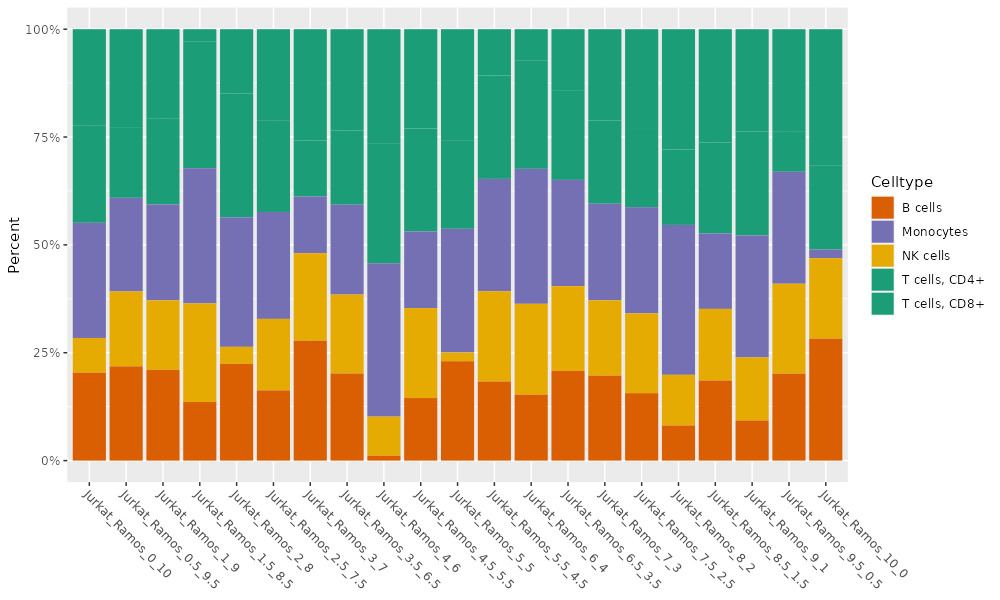 100%
75%
50%
25%
0%
Percent
Jurkat_Ramos_0_10
Jurkat_Ramos_0.5_9.5
Jurkat_Ramos_1_9
Jurkat_Ramos_1.5_8.5
Jurkat_Ramos_2_8
Jurkat_Ramos_2.5_7.5
Jurkat_Ramos_3_7
Jurkat_Ramos_3.5_6.5
Jurkat_Ramos_4_6
Jurkat_Ramos_4.5_5.5
Jurkat_Ramos_5_5
Jurkat_Ramos_5.5_4.5
Jurkat_Ramos_6_4
Jurkat_Ramos_6.5_3.5
Jurkat_Ramos_7_3
Jurkat_Ramos_7.5_2.5
Jurkat_Ramos_8_2
Jurkat_Ramos_8.5_1.5
Jurkat_Ramos_9_1
Jurkat_Ramos_9.5_0.5
Jurkat_Ramos_10_0
Celltype
B cells
Monocytes
NK cells
T cells, CD4+
T cells, CD8+